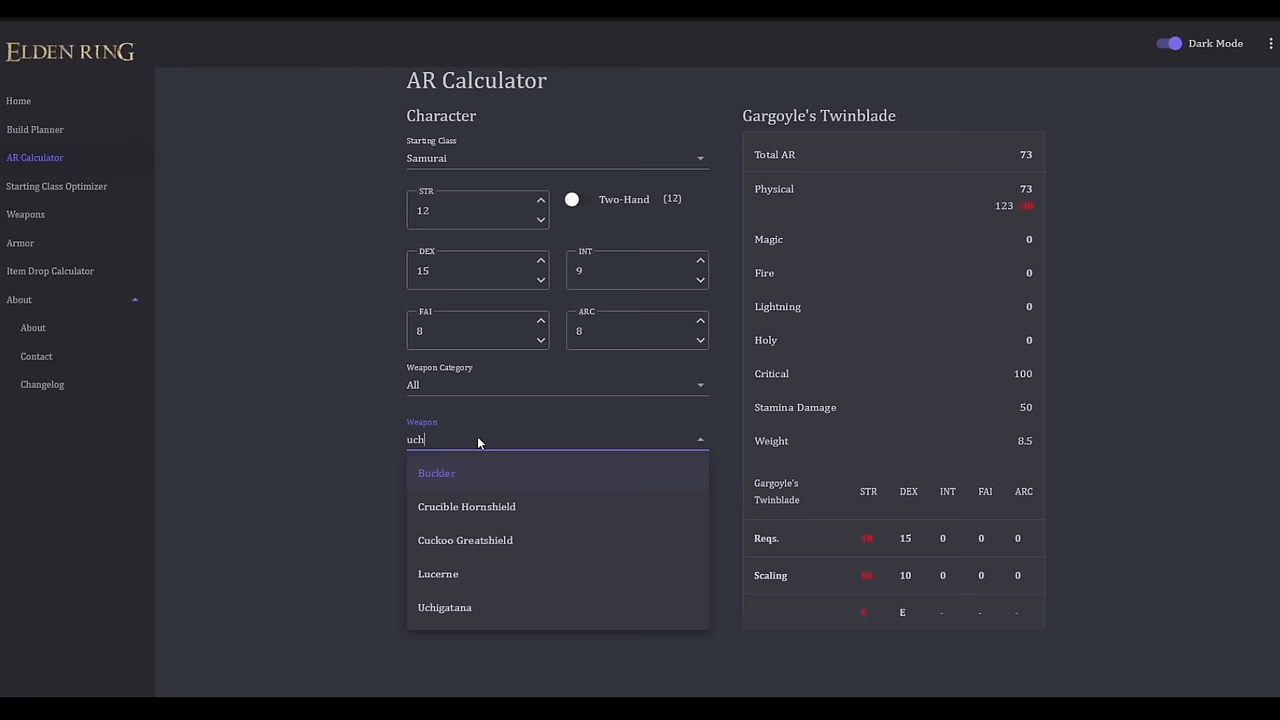 ELDEN RING
Dark Mode
Home
Build Planner
AR Calculator
Starting Class Optimizer
Weapons
Armor
Item Drop Calculator
About
About
Contact
Changelog
AR Calculator
Character
Starting Class
Samurai
STR
12
Two-Hand (12)
DEX
15
INT
9
FAI
8
ARC
8
Weapon Category
All
Weapon
uch
Buckler
Crucible Hornshield
Cuckoo Greatshield
Lucerne
Uchigatana
Gargoyle's Twinblade
Total AR 73
Physical 73
123 -50
Magic 0
Fire 0
Lightning 0
Holy 0
Critical 100
Stamina Damage 50
Weight 8.5
Gargoyle's
Twinblade
STR DEX INT FAI ARC
Reqs. 18 15 0 0 0
Scaling 66 10 0 0 0
C E - - -